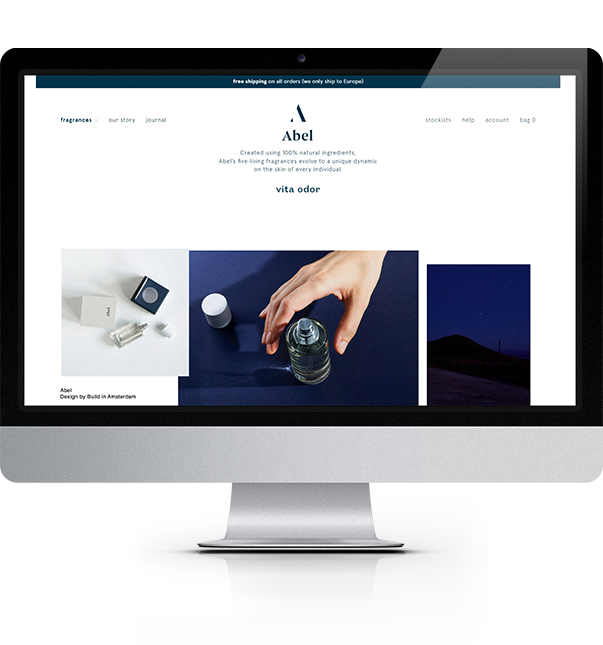 free shipping on all orders (we only ship to Europe)
fragrances our story journal
stockists help account bag 0
Abel
Created using 100% natural ingredients,
Abel's five living fragrances evolve to a unique dynamic
on the skin of every individual.
vita odor
abel
Abel
Design by Build in Amsterdam